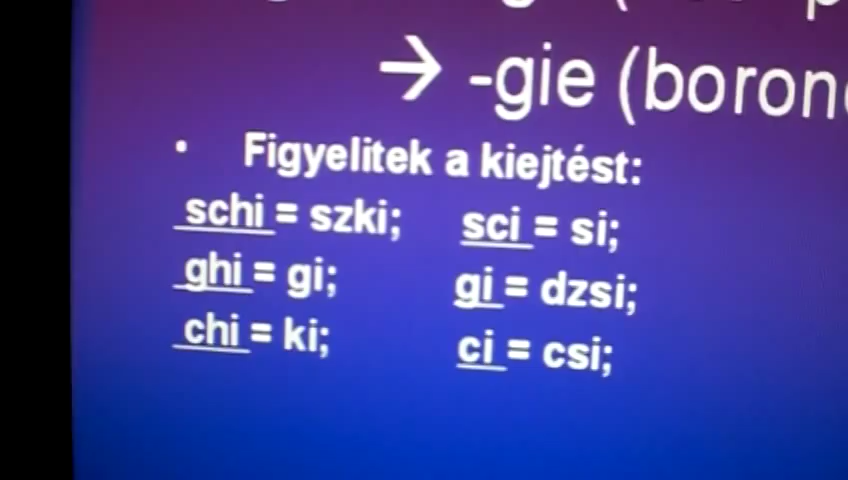 → -gie (boron
• Figyelitek a kiejtést:
schi = szki; sci = si;
ghi = gi; gi = dzsi;
chi = ki; ci = csi;